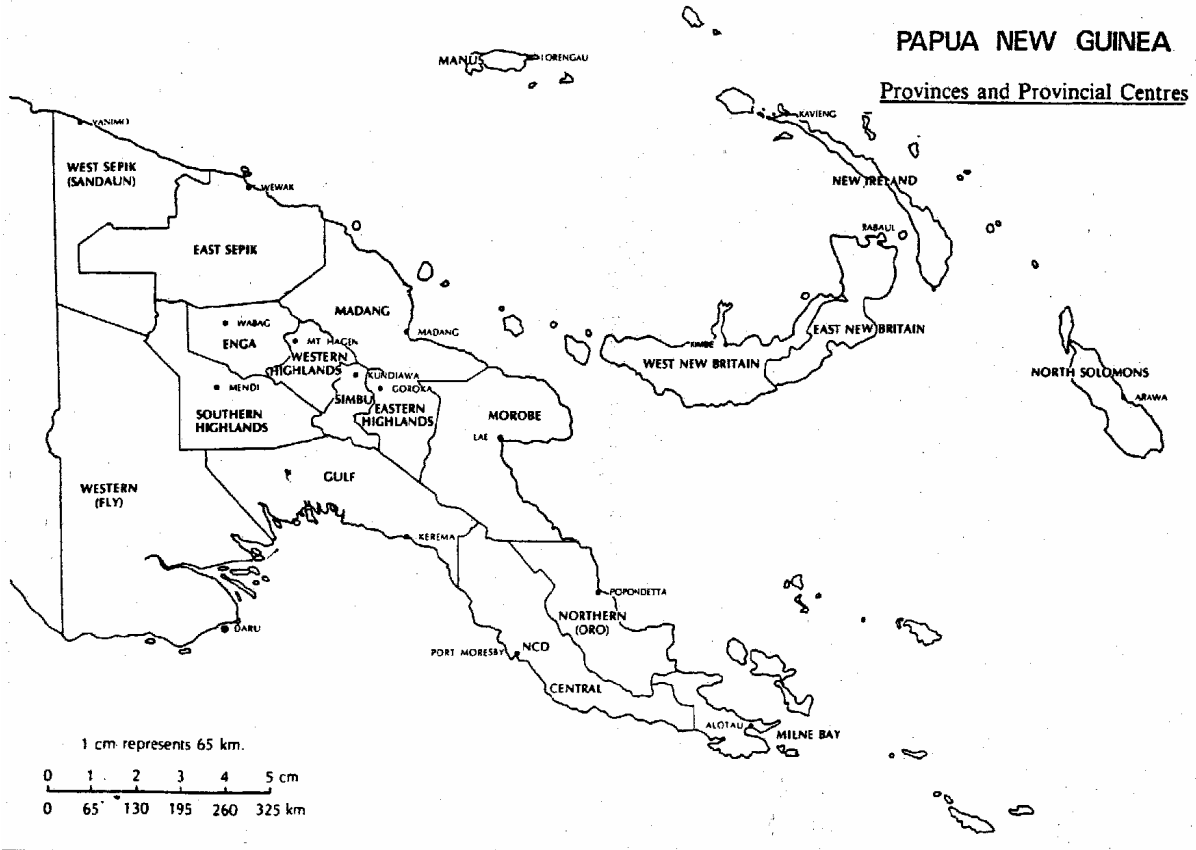 PAPUA NEW GUINEA
Provinces and Provincial Centres
MANUS
LORENGAU
KAVIENG
VANIMO
WEST SEPIK
(SANDAUN)
WEWAK
NEW IRELAND
RABAUL
EAST SEPIK
MADANG
MADANG
WABAG
ENGA
MT HAGEN
WESTERN
HIGHLANDS
KIMBE
EAST NEW BRITAIN
WEST NEW BRITAIN
NORTH SOLOMONS
ARAWA
KUNDIAWA
GOROKA
MENDI
SIMBU
EASTERN
HIGHLANDS
SOUTHERN
HIGHLANDS
MOROBE
LAE
GULF
WESTERN
(FLY)
KEREMA
POPONDETTA
NORTHERN
(ORO)
DARU
PORT MORESBY
NCD
CENTRAL
ALOTAU
MILNE BAY
1 cm represents 65 km.
0 1 2 3 4 5 cm
0 65 130 195 260 325 km